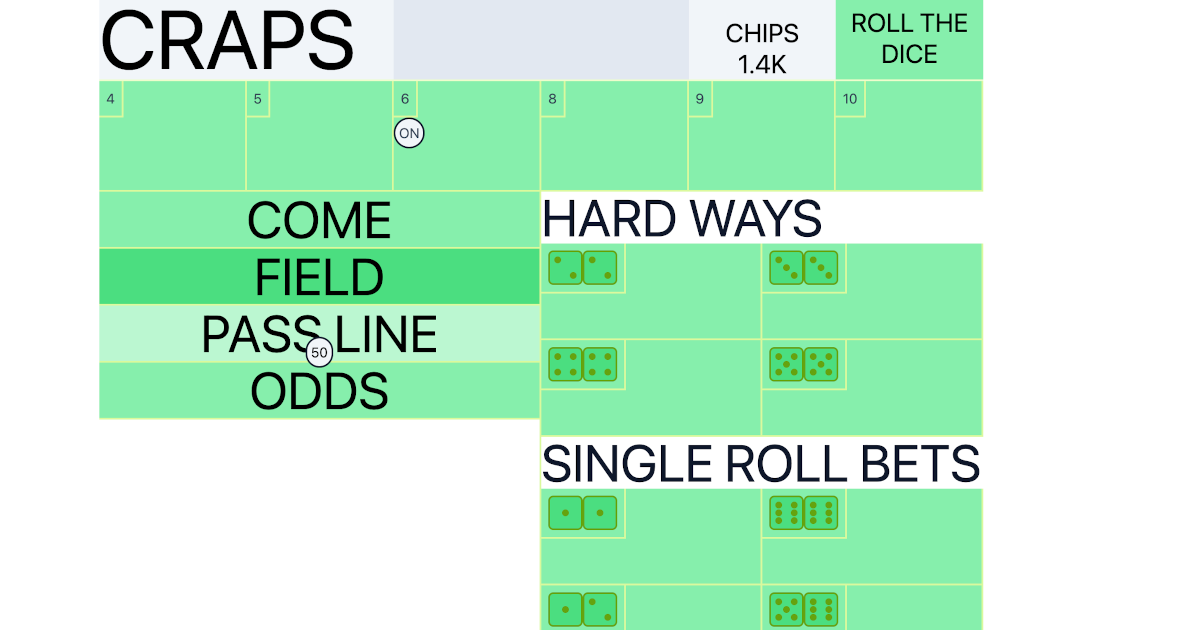 CRAPS
CHIPS
1.4K
ROLL THE
DICE
4
5
6
8
9
10
ON
COME
FIELD
PASS LINE
50
ODDS
HARD WAYS
SINGLE ROLL BETS